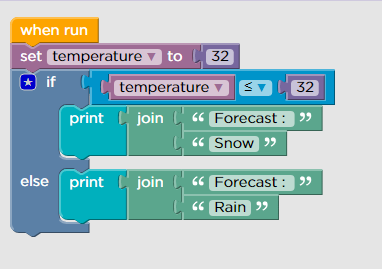 when run
set temperature ▼ to 32
if temperature ▼ ≤ ▼ 32
print join “ Forecast : ”
“ Snow ”
else print join “ Forecast : ”
“ Rain ”